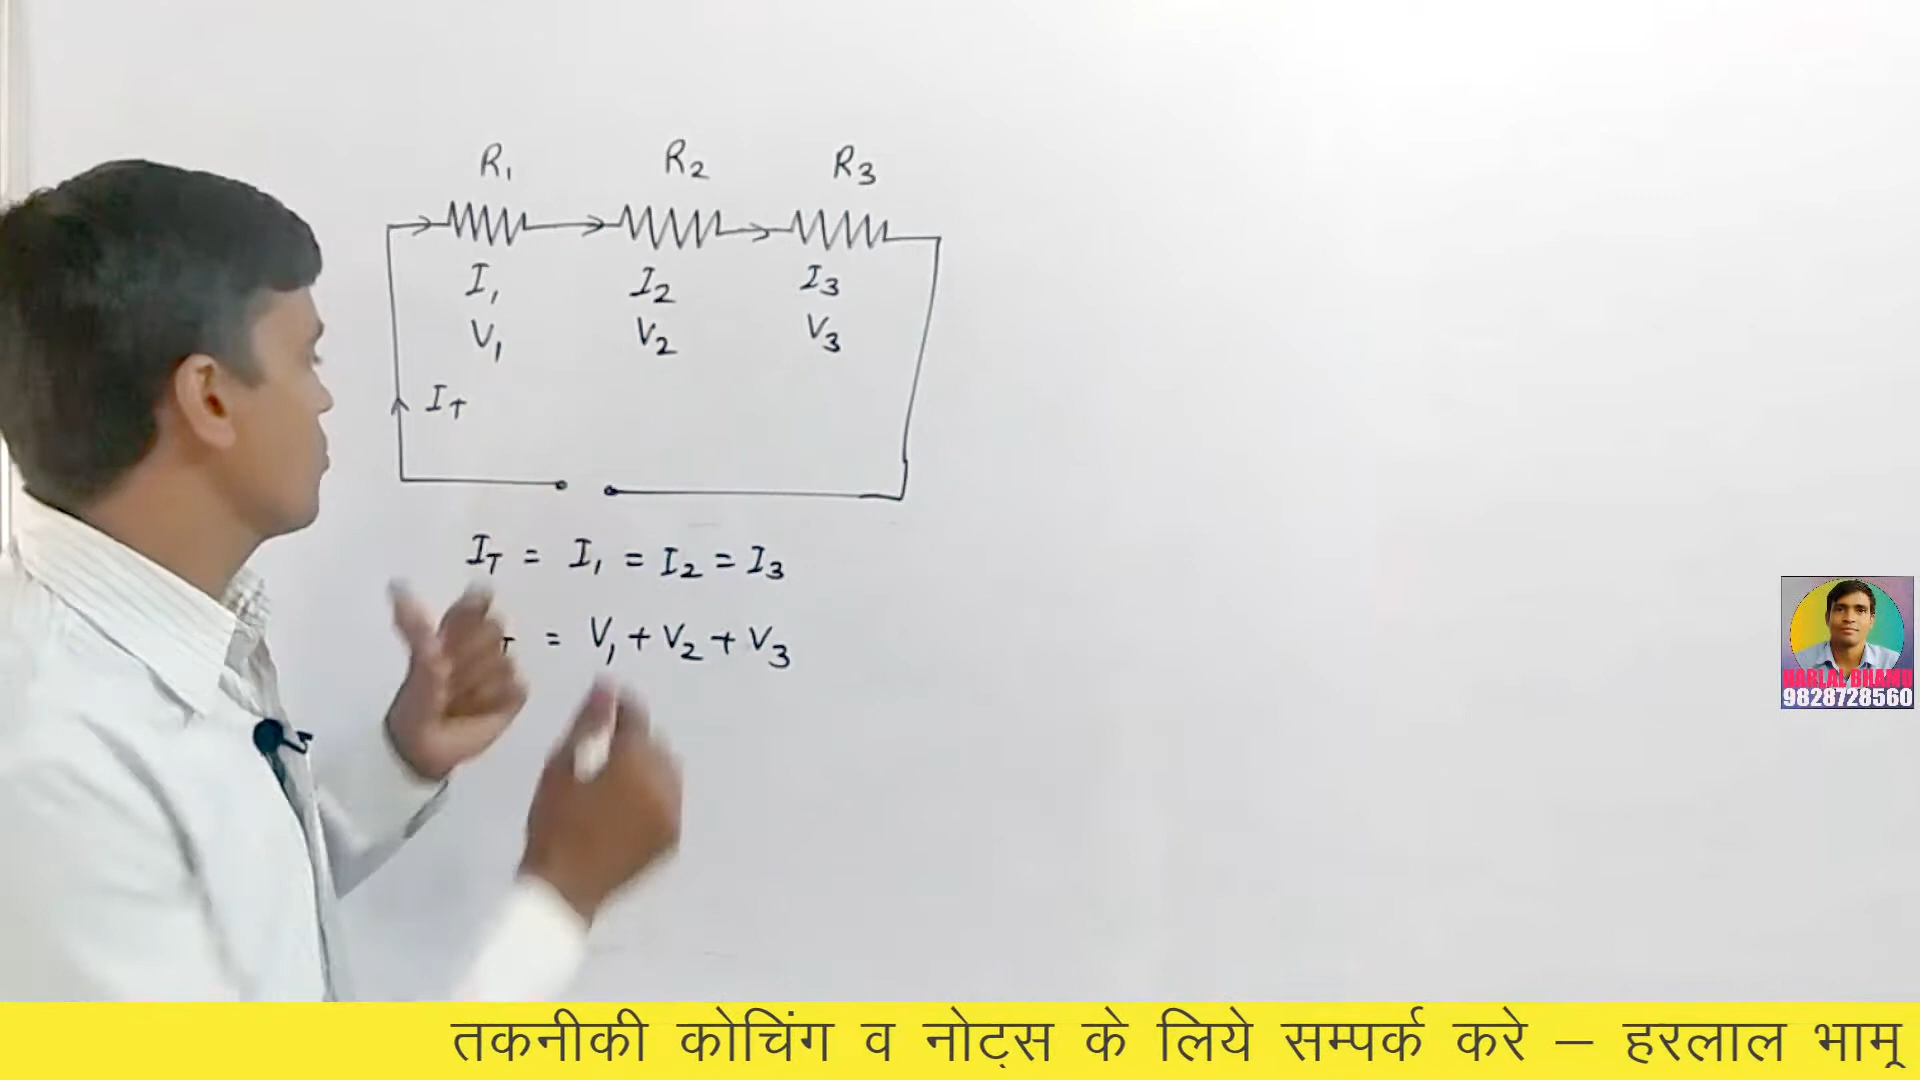 R₁ R₂ R₃
I₁ I₂ I₃
V₁ V₂ V₃
I_T
I_T = I₁ = I₂ = I₃
= V₁ + V₂ + V₃
HARLAL BHAMU
9828728560
तकनीकी कोचिंग व नोट्स के लिये सम्पर्क करे – हरलाल भामू